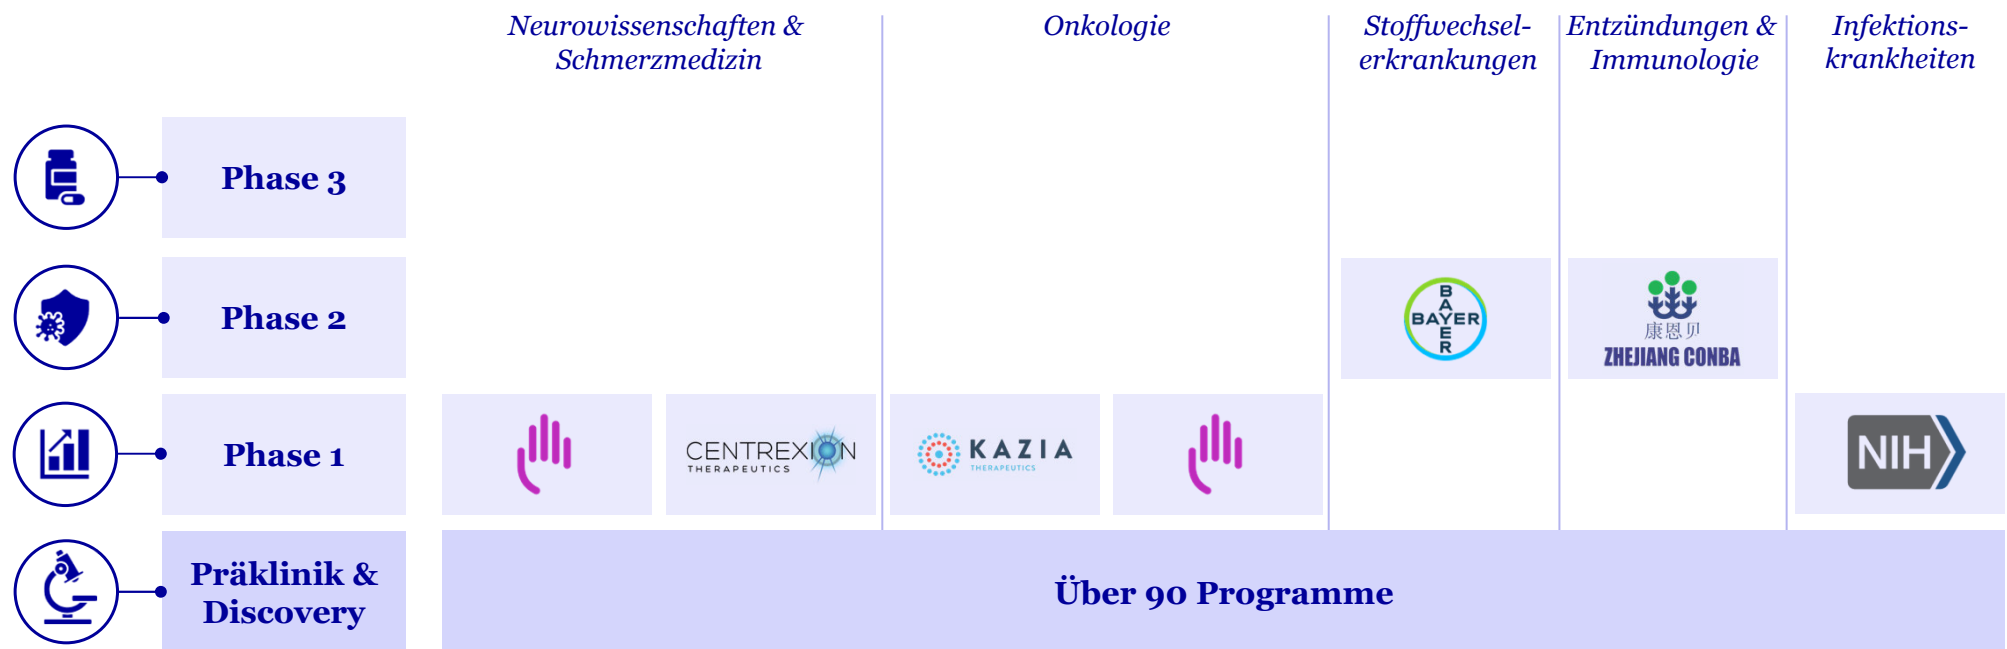 Neurowissenschaften &
Schmerzmedizin
Onkologie
Stoffwechsel-
erkrankungen
Entzündungen &
Immunologie
Infektions-
krankheiten
Phase 3
Phase 2
BAYER
BAYER
康恩贝
ZHEJIANG CONBA
Phase 1
CENTREXION
THERAPEUTICS
KAZIA
THERAPEUTICS
NIH
Präklinik &
Discovery
Über 90 Programme